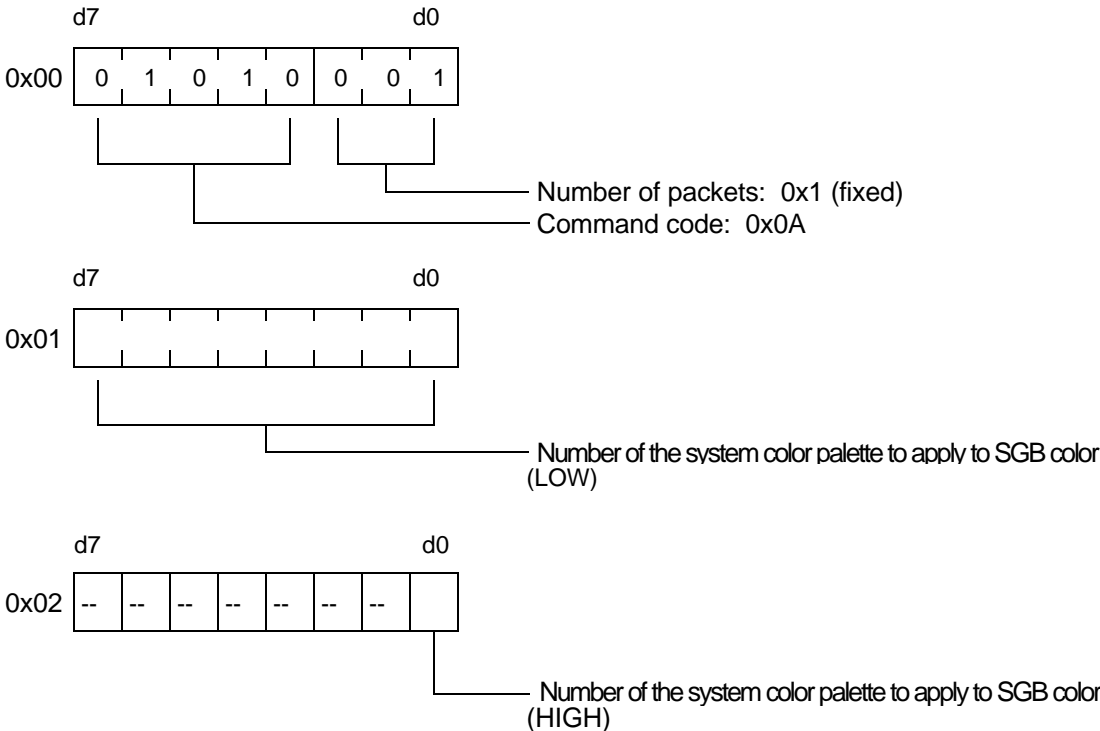 d7 d0
0x00 0 1 0 1 0 0 0 1
Number of packets: 0x1 (fixed)
Command code: 0x0A
d7 d0
0x01
Number of the system color palette to apply to SGB color
(LOW)
d7 d0
0x02 -- -- -- -- -- -- --
Number of the system color palette to apply to SGB color
(HIGH)